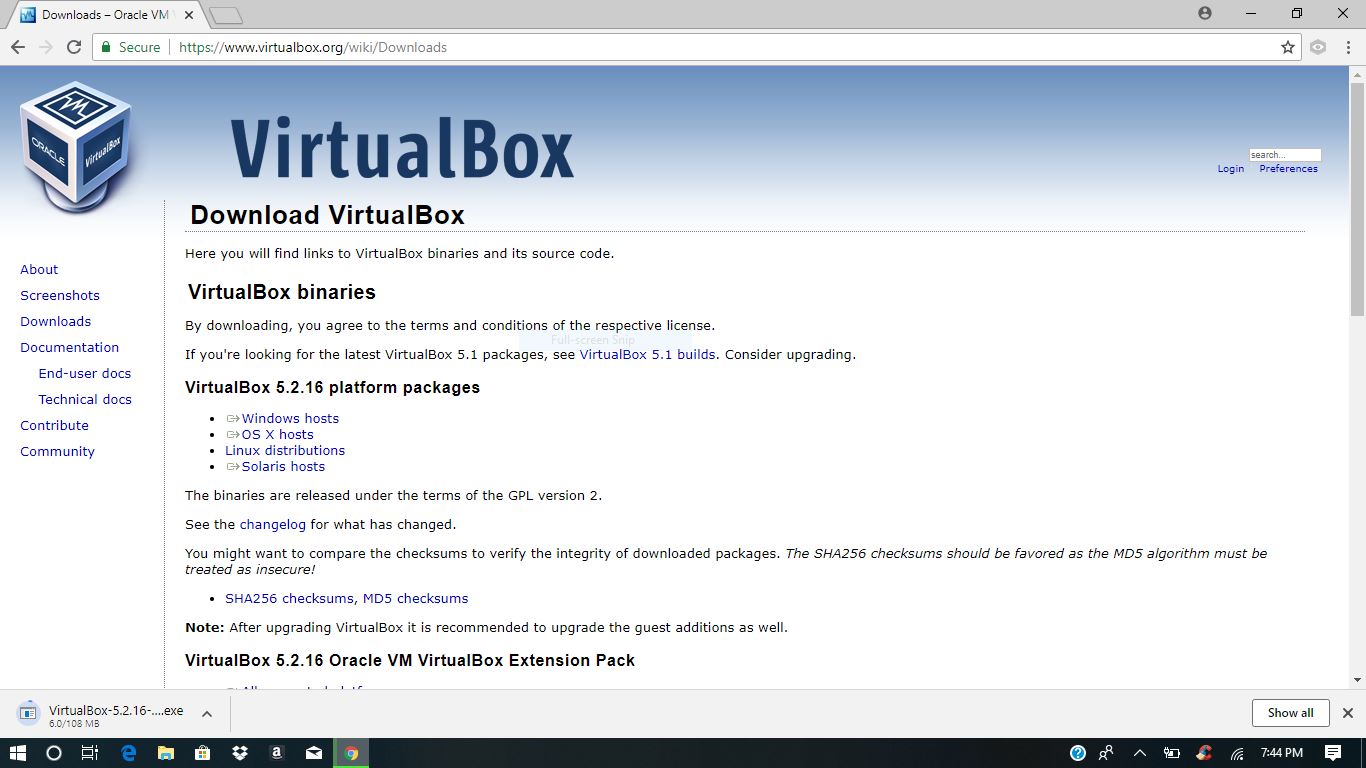 Downloads – Oracle VM
Secure
https://www.virtualbox.org/wiki/Downloads
ORACLE
VirtualBox
VirtualBox
search...
Login Preferences
Download VirtualBox
Here you will find links to VirtualBox binaries and its source code.
About
Screenshots
Downloads
Documentation
End-user docs
Technical docs
Contribute
Community
VirtualBox binaries
By downloading, you agree to the terms and conditions of the respective license.
Full-screen Snip
If you're looking for the latest VirtualBox 5.1 packages, see VirtualBox 5.1 builds. Consider upgrading.
VirtualBox 5.2.16 platform packages
Windows hosts
OS X hosts
Linux distributions
Solaris hosts
The binaries are released under the terms of the GPL version 2.
See the changelog for what has changed.
You might want to compare the checksums to verify the integrity of downloaded packages. The SHA256 checksums should be favored as the MD5 algorithm must be
treated as insecure!
SHA256 checksums, MD5 checksums
Note: After upgrading VirtualBox it is recommended to upgrade the guest additions as well.
VirtualBox 5.2.16 Oracle VM VirtualBox Extension Pack
VirtualBox-5.2.16-....exe
6.0/108 MB
Show all
7:44 PM